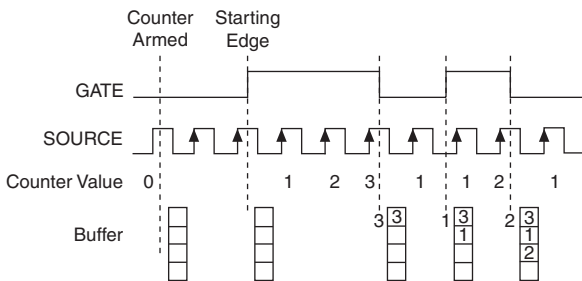 Counter Armed
Starting Edge
GATE
SOURCE
Counter Value 0 1 2 3 1 1 2 1
Buffer
3 3
1 3 1
2 3 1 2